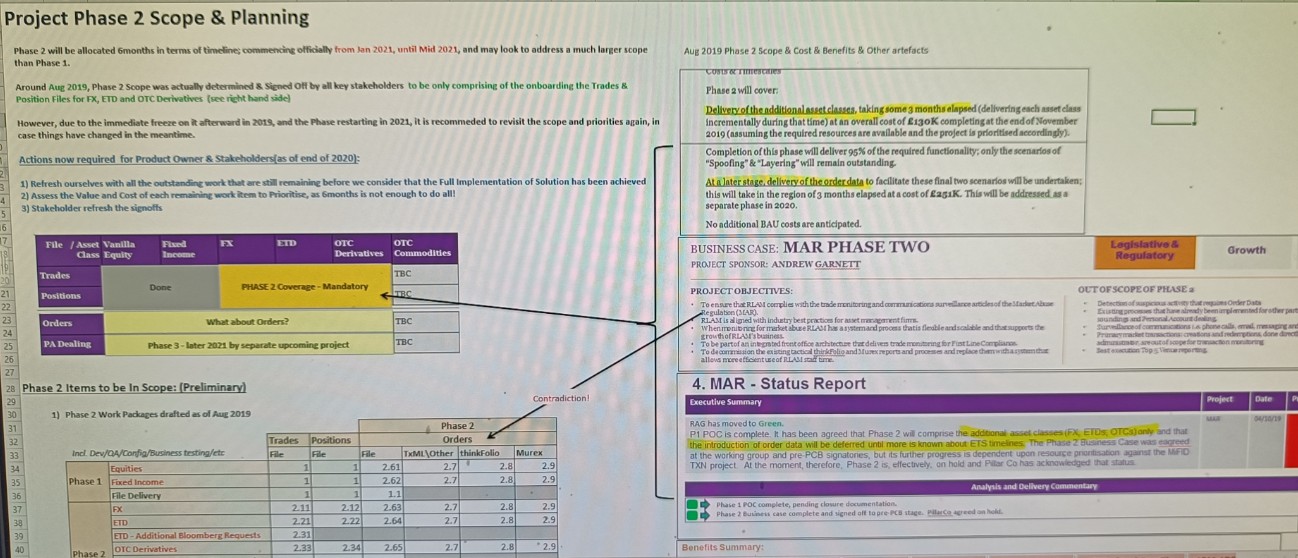 Project Phase 2 Scope & Planning
Phase 2 will be allocated 6months in terms of timeline; commencing officially from Jan 2021, until Mid 2021, and may look to address a much larger scope
than Phase 1.
Around Aug 2019, Phase 2 Scope was actually determined & Signed Off by all key stakeholders to be only comprising of the onboarding the Trades &
Position Files for FX, ETD and OTC Derivatives (see right hand side)
However, due to the immediate freeze on it afterward in 2019, and the Phase restarting in 2021, it is recommeded to revisit the scope and priorities again, in
case things have changed in the meantime.
Actions now required for Product Owner & Stakeholders(as of end of 2020):
1) Refresh ourselves with all the outstanding work that are still remaining before we consider that the Full Implementation of Solution has been achieved
2) Assess the Value and Cost of each remaining work item to Prioritise, as 6months is not enough to do all!
3) Stakeholder refresh the signoffs
File / Asset Class Vanilla Equity Fixed Income FX ETD OTC Derivatives OTC Commodities
Trades Done PHASE 2 Coverage - Mandatory TBC
Positions TBC
Orders What about Orders? TBC
PA Dealing Phase 3 - later 2021 by separate upcoming project TBC
28 Phase 2 Items to be In Scope: (Preliminary)
Contradiction!
30 1) Phase 2 Work Packages drafted as of Aug 2019
31 Phase 2
32 Trades Positions Orders
33 Incl. Dev/QA/Config/Business testing/etc File File File TxML\Other thinkFolio Murex
34 Phase 1 Equities 1 1 2.61 2.7 2.8 2.9
35 Fixed Income 1 1 2.62 2.7 2.8 2.9
36 File Delivery 1 1 1.1
37 Phase 2 FX 2.11 2.12 2.63 2.7 2.8 2.9
38 ETD 2.21 2.22 2.64 2.7 2.8 2.9
39 ETD - Additional Bloomberg Requests 2.31
40 OTC Derivatives 2.33 2.34 2.65 2.7 2.8 2.9
Aug 2019 Phase 2 Scope & Cost & Benefits & Other artefacts
Costs & Timescales
Phase 2 will cover:
Delivery of the additional asset classes, taking some 3 months elapsed (delivering each asset class
incrementally during that time) at an overall cost of £130K completing at the end of November
2019 (assuming the required resources are available and the project is prioritised accordingly).
Completion of this phase will deliver 95% of the required functionality; only the scenarios of
"Spoofing" & "Layering" will remain outstanding.
At a later stage, delivery of the order data to facilitate these final two scenarios will be undertaken;
this will take in the region of 3 months elapsed at a cost of £251K. This will be addressed as a
separate phase in 2020.
No additional BAU costs are anticipated.
BUSINESS CASE: MAR PHASE TWO
PROJECT SPONSOR: ANDREW GARNETT
Legislative & Regulatory
Growth
PROJECT OBJECTIVES:
To ensure that RLAM complies with the trade monitoring and communications surveillance articles of the Market Abuse
Regulation (MAR).
RLAM is aligned with industry best practices for asset management firms.
When monitoring for market abuse RLAM has a system and process that is flexible and scalable and that supports the
growth of RLAM's business.
To be part of an integrated front office architecture that delivers trade monitoring for First Line Compliance.
To decommission the existing tactical thinkFolio and Murex reports and processes and replace them with a system that
allows more efficient use of RLAM staff time.
OUT OF SCOPE OF PHASE 2
Detection of suspicious activity that requires Order Data
Existing processes that have already been implemented for other part
soundings and Personal Account dealing.
Surveillance of communications i.e. phone calls, email, messaging
Primary market transactions: creations and redemptions, done direct
4. MAR - Status Report
Executive Summary Project Date
RAG has moved to Green. MAR
P1 POC is complete. It has been agreed that Phase 2 will comprise the additional asset classes (FX, ETDs, OTCs) only and that
the introduction of order data will be deferred until more is known about ETS timelines. The Phase 2 Business Case was eagreed
at the working group and pre PCB signatories, but its further progress is dependent upon resource prioritisation against the MiFID
TXN project. At the moment, therefore, Phase 2 is, effectively, on hold and Pillar Co has acknowledged that status.
Analysis and Delivery Commentary
Phase 1 POC complete, pending closure documentation.
Phase 2 Business case complete and signed off to pre-PCB stage. PillarCo agreed on hold.
Benefits Summary: